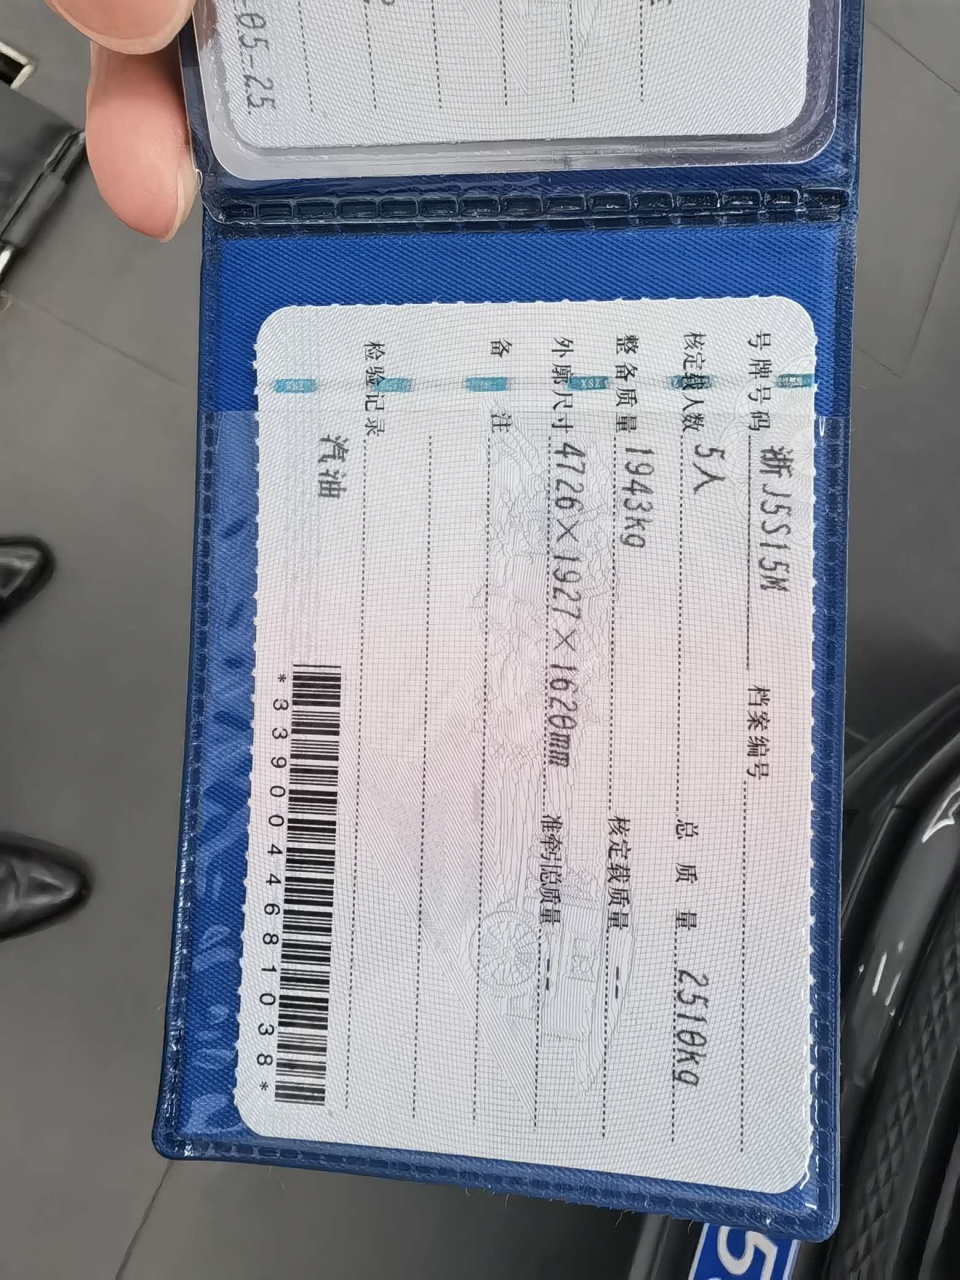 -05-25
号牌号码 浙J5S15M 档案编号
核定载人数 5人 总质量 2510kg
整备质量 1943kg 核定载质量 --
外廓尺寸 4726×1927×1620mm 准牵引总质量 --
备注
检验记录
汽油
*3390044681038*
5